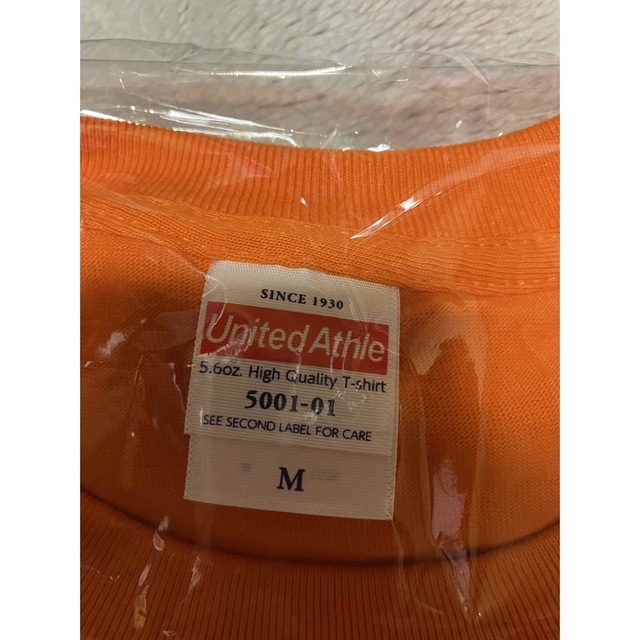 SINCE 1930
United Athle
5.6oz. High Quality T-shirt
5001-01
SEE SECOND LABEL FOR CARE
M